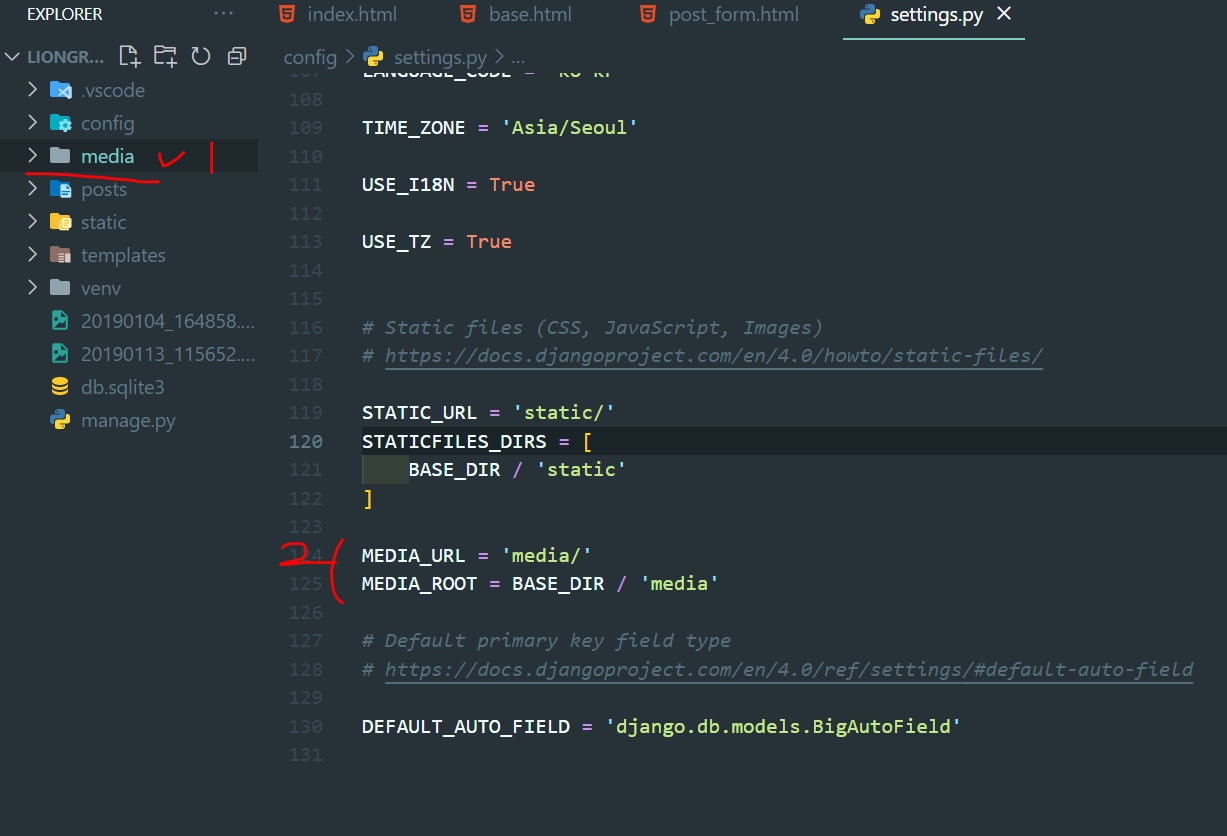 EXPLORER
···
index.html
base.html
post_form.html
settings.py
LIONGR...
config > settings.py > ...
.vscode
config
media
1
posts
static
templates
venv
20190104_164858....
20190113_115652....
db.sqlite3
manage.py
107 LANGUAGE_CODE = 'ko-kr'
108
109 TIME_ZONE = 'Asia/Seoul'
110
111 USE_I18N = True
112
113 USE_TZ = True
114
115
116 # Static files (CSS, JavaScript, Images)
117 # https://docs.djangoproject.com/en/4.0/howto/static-files/
118
119 STATIC_URL = 'static/'
120 STATICFILES_DIRS = [
121 BASE_DIR / 'static'
122 ]
123
2
124 MEDIA_URL = 'media/'
125 MEDIA_ROOT = BASE_DIR / 'media'
126
127 # Default primary key field type
128 # https://docs.djangoproject.com/en/4.0/ref/settings/#default-auto-field
129
130 DEFAULT_AUTO_FIELD = 'django.db.models.BigAutoField'
131